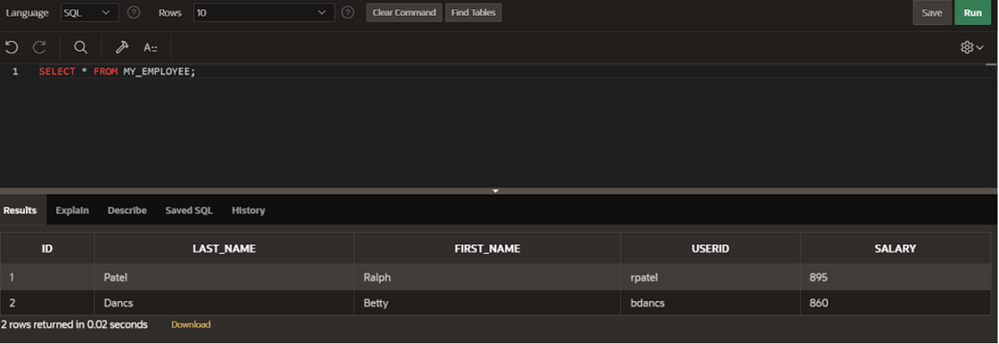 Language SQL Rows 10 Clear Command Find Tables Save Run
A::
1 SELECT * FROM MY_EMPLOYEE;
Results Explain Describe Saved SQL History
ID LAST_NAME FIRST_NAME USERID SALARY
1 Patel Ralph rpatel 895
2 Dancs Betty bdancs 860
2 rows returned in 0.02 seconds Download